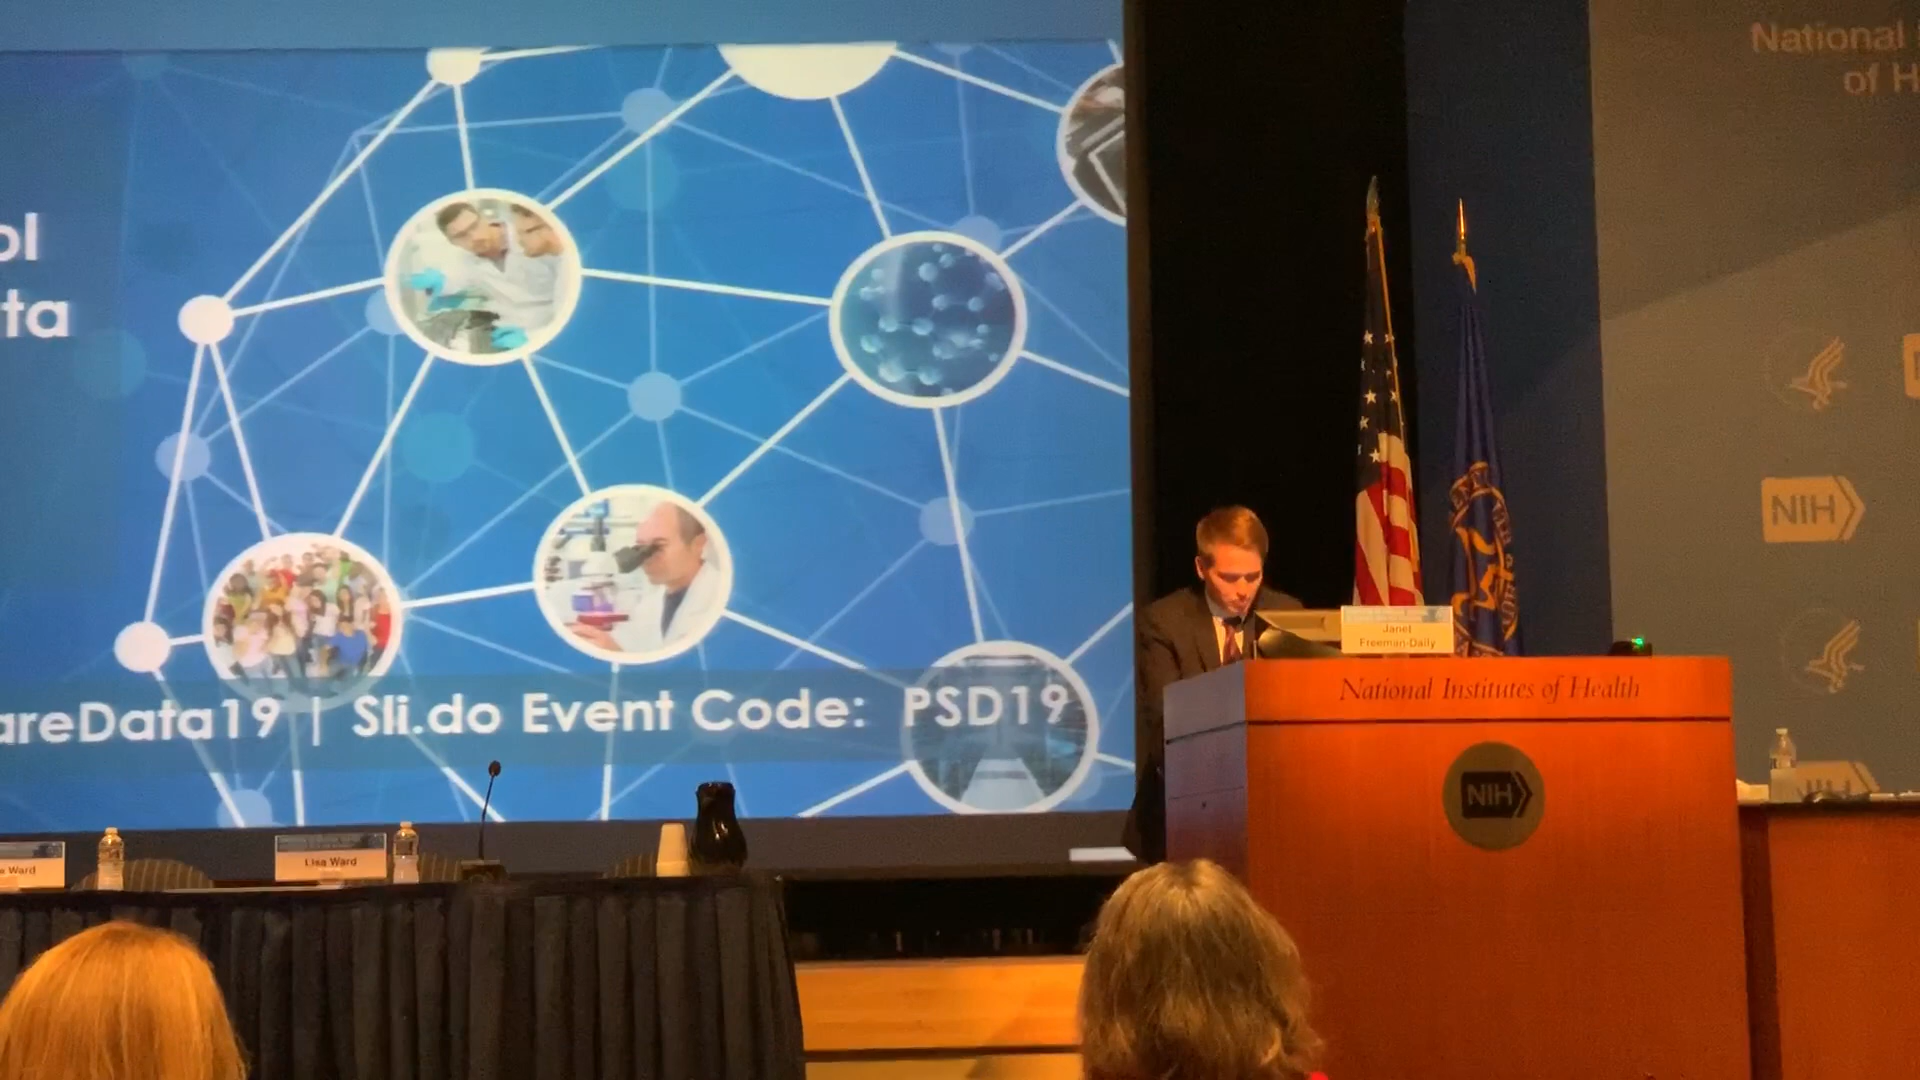 ol
ta
areData19 | Sli.do Event Code: PSD19
National
of H
NIH
Janet
Freeman-Daily
National Institutes of Health
NIH
NIH
Ward
Lisa Ward